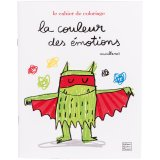 le cahier de coloriage
la couleur
des émotions